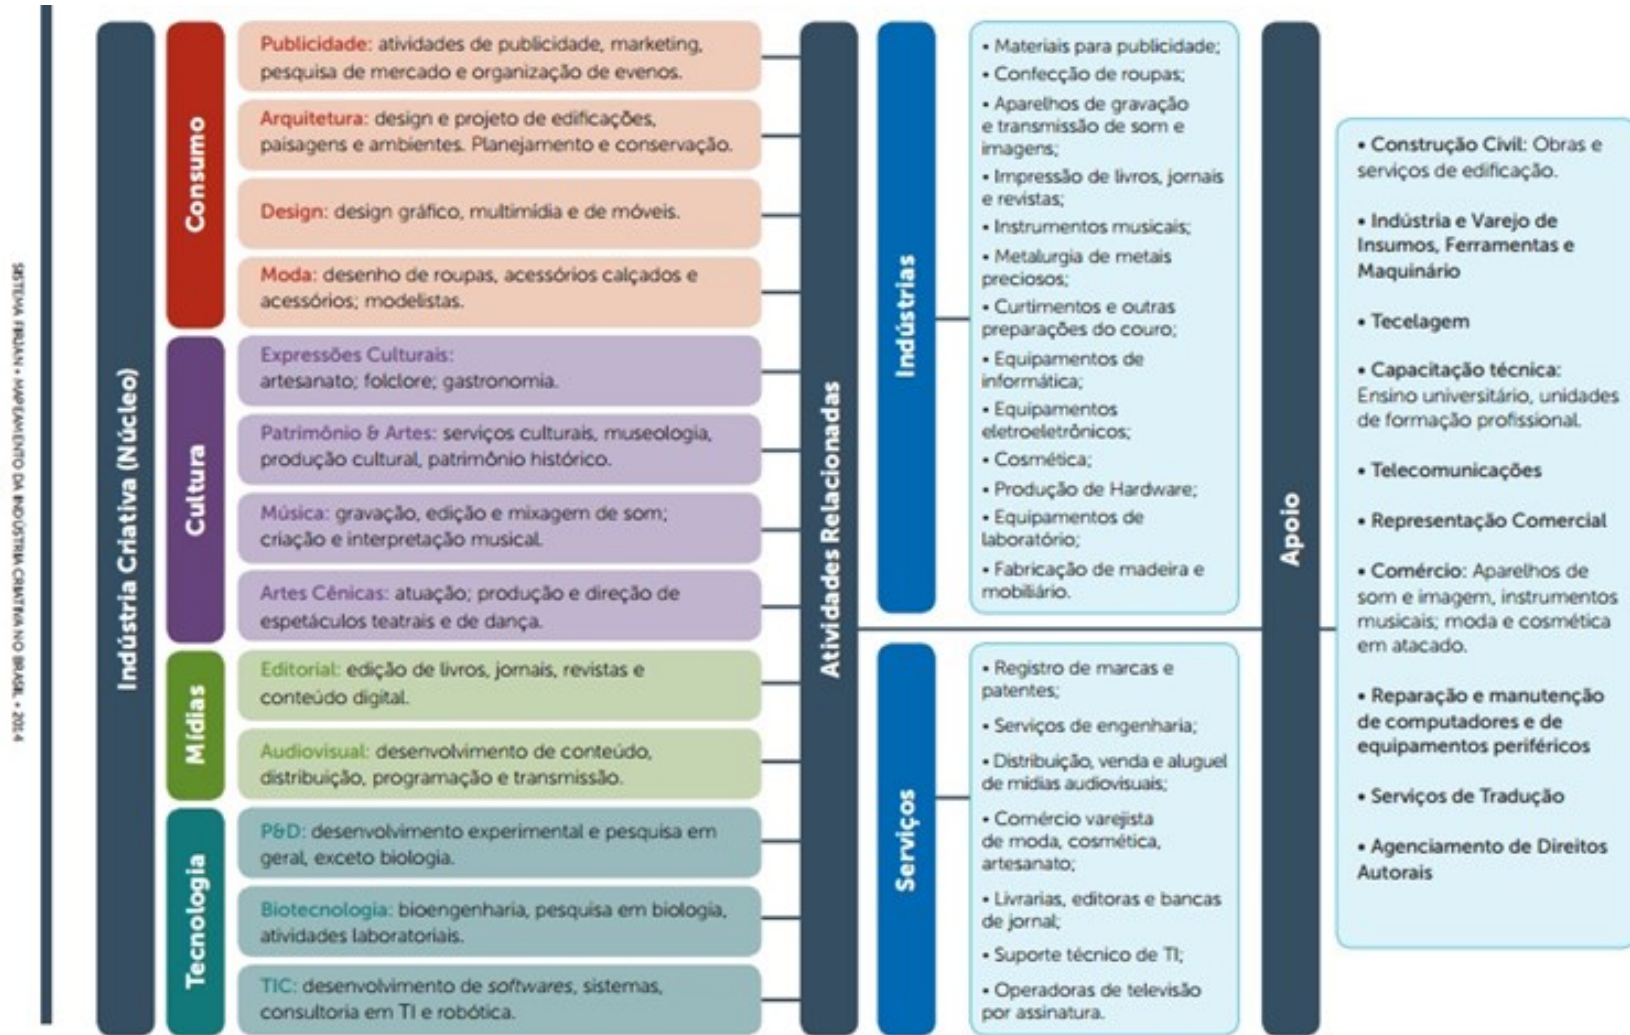 SISTEMA FIRJAN • MAPEAMENTO DA INDÚSTRIA CRIATIVA NO BRASIL • 2014
Indústria Criativa (Núcleo)
Consumo
Publicidade: atividades de publicidade, marketing,
pesquisa de mercado e organização de evenos.
Arquitetura: design e projeto de edificações,
paisagens e ambientes. Planejamento e conservação.
Design: design gráfico, multimídia e de móveis.
Moda: desenho de roupas, acessórios calçados e
acessórios; modelistas.
Cultura
Expressões Culturais:
artesanato; folclore; gastronomia.
Patrimônio & Artes: serviços culturais, museologia,
produção cultural, patrimônio histórico.
Música: gravação, edição e mixagem de som;
criação e interpretação musical.
Artes Cênicas: atuação; produção e direção de
espetáculos teatrais e de dança.
Mídias
Editorial: edição de livros, jornais, revistas e
conteúdo digital.
Audiovisual: desenvolvimento de conteúdo,
distribuição, programação e transmissão.
Tecnologia
P&D: desenvolvimento experimental e pesquisa em
geral, exceto biologia.
Biotecnologia: bioengenharia, pesquisa em biologia,
atividades laboratoriais.
TIC: desenvolvimento de softwares, sistemas,
consultoria em TI e robótica.
Atividades Relacionadas
Indústrias
• Materiais para publicidade;
• Confecção de roupas;
• Aparelhos de gravação
e transmissão de som e
imagens;
• Impressão de livros, jornais
e revistas;
• Instrumentos musicais;
• Metalurgia de metais
preciosos;
• Curtimentos e outras
preparações do couro;
• Equipamentos de
informática;
• Equipamentos
eletroeletrônicos;
• Cosmética;
• Produção de Hardware;
• Equipamentos de
laboratório;
• Fabricação de madeira e
mobiliário.
Serviços
• Registro de marcas e
patentes;
• Serviços de engenharia;
• Distribuição, venda e aluguel
de mídias audiovisuais;
• Comércio varejista
de moda, cosmética,
artesanato;
• Livrarias, editoras e bancas
de jornal;
• Suporte técnico de TI;
• Operadoras de televisão
por assinatura.
Apoio
• Construção Civil: Obras e
serviços de edificação.
• Indústria e Varejo de
Insumos, Ferramentas e
Maquinário
• Tecelagem
• Capacitação técnica:
Ensino universitário, unidades
de formação profissional.
• Telecomunicações
• Representação Comercial
• Comércio: Aparelhos de
som e imagem, instrumentos
musicais; moda e cosmética
em atacado.
• Reparação e manutenção
de computadores e de
equipamentos periféricos
• Serviços de Tradução
• Agenciamento de Direitos
Autorais